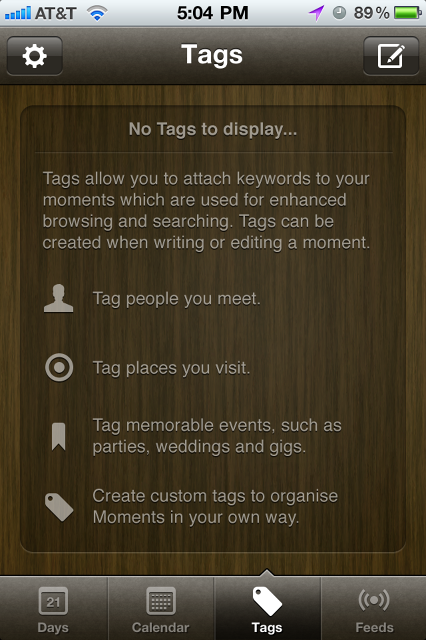 AT&T 5:04 PM 89%
Tags
No Tags to display...
Tags allow you to attach keywords to your
moments which are used for enhanced
browsing and searching. Tags can be
created when writing or editing a moment.
Tag people you meet.
Tag places you visit.
Tag memorable events, such as
parties, weddings and gigs.
Create custom tags to organise
Moments in your own way.
21
Days Calendar Tags Feeds